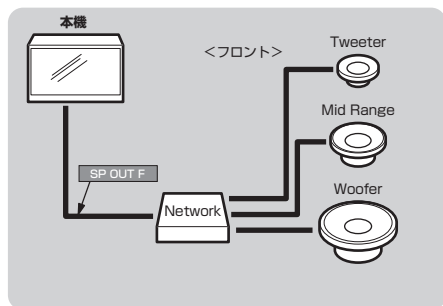 本機
<フロント>
Tweeter
Mid Range
SP OUT F
Woofer
Network